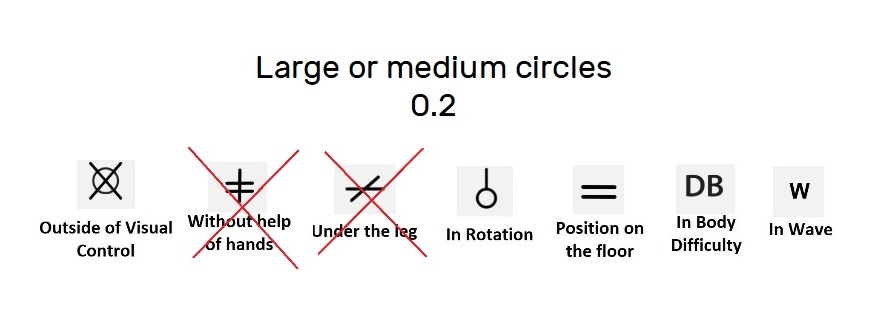 Large or medium circles
0.2
DB
W
Outside of Visual
Control
Without help
of hands
Under the leg
In Rotation
Position on
the floor
In Body
Difficulty
In Wave